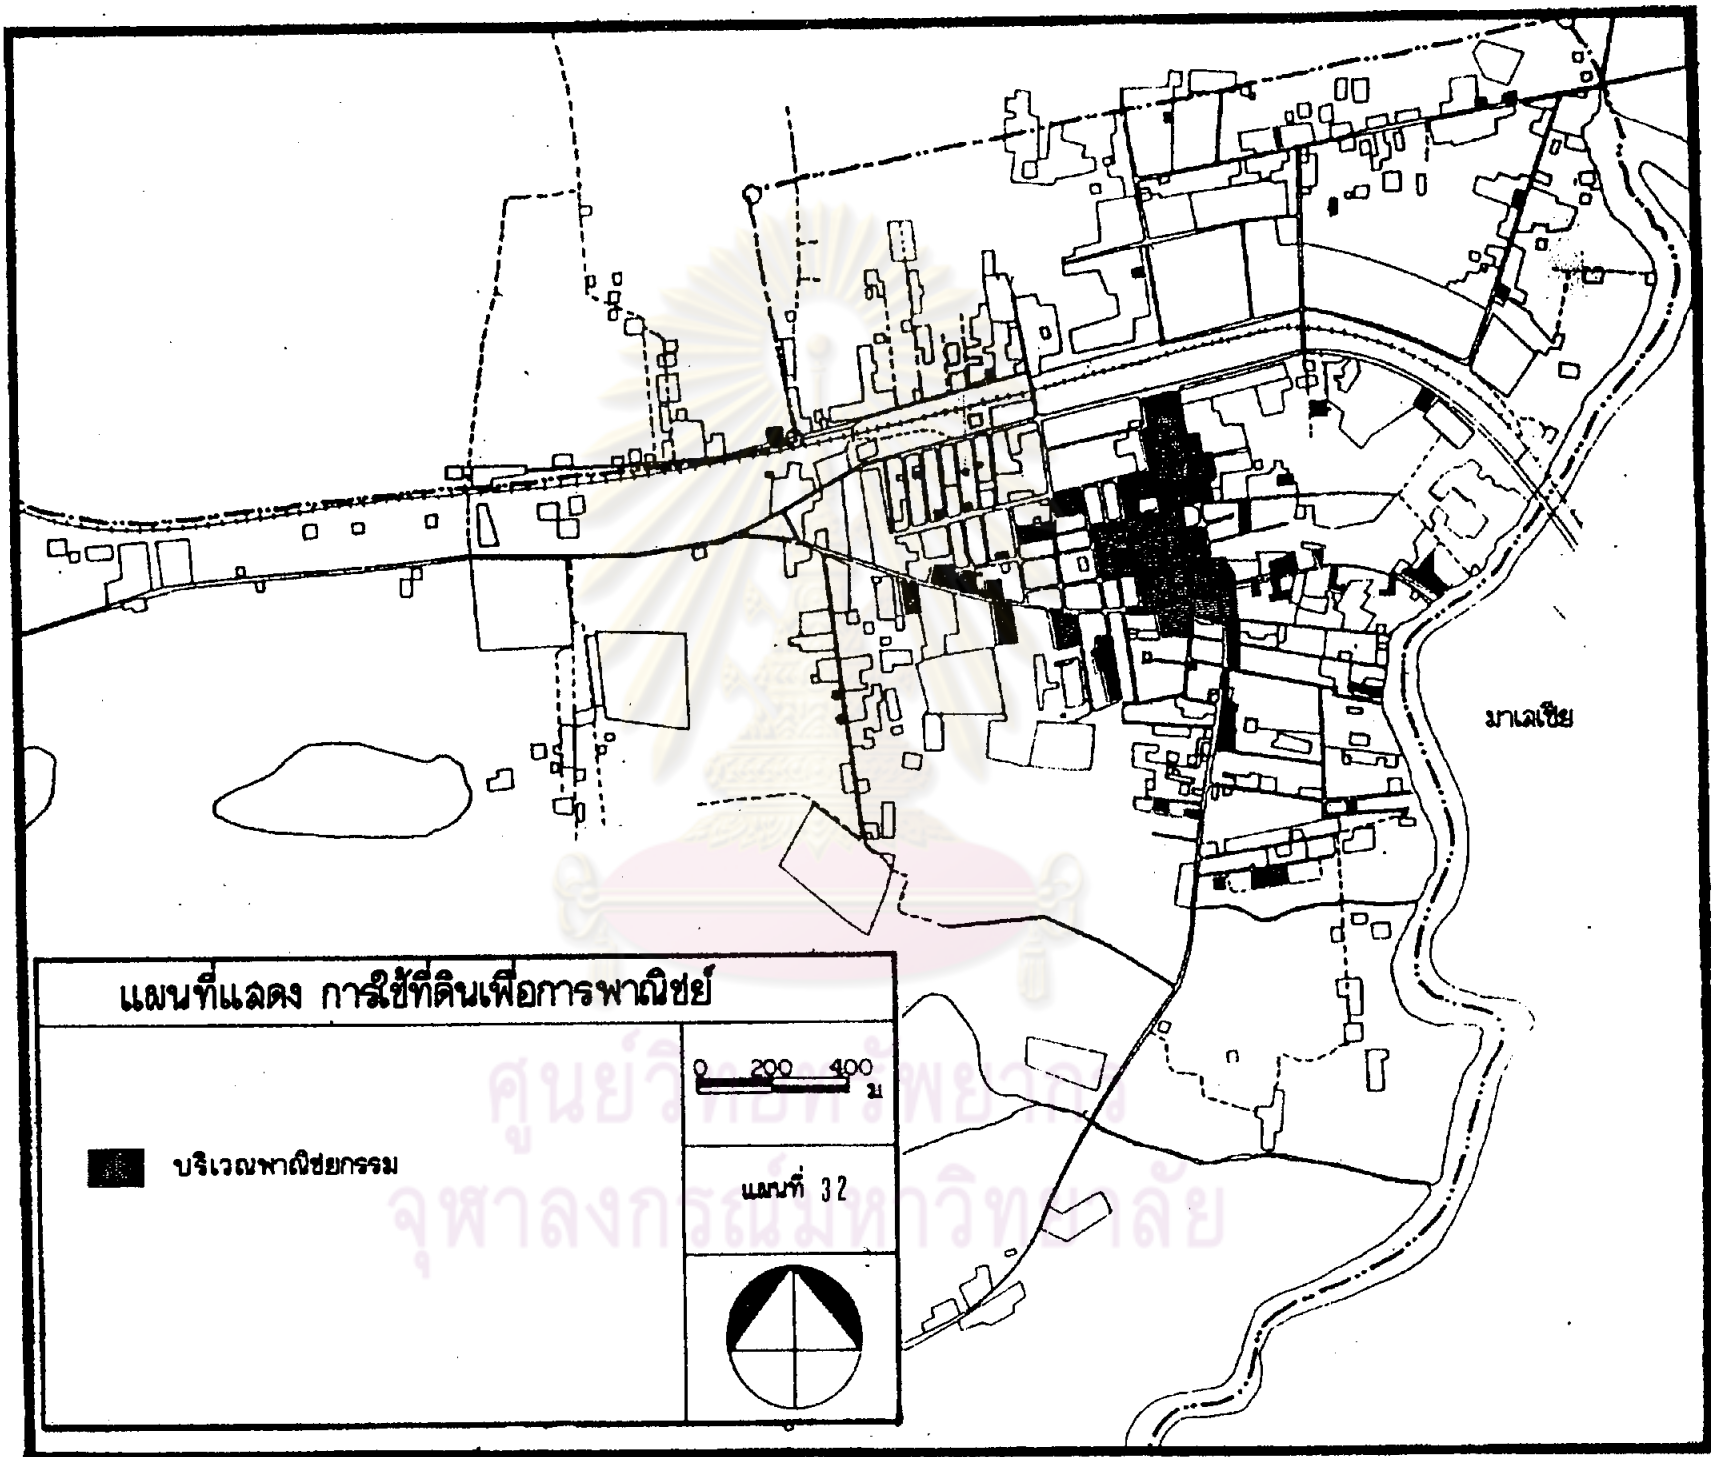 มาเลเซีย
แผนที่แสดง การใช้ที่ดินเพื่อการพาณิชย์
0 200 400
ม
บริเวณพาณิชยกรรม
แผนที่ 32
ศูนย์วิทยทรัพยากร
จุฬาลงกรณ์มหาวิทยาลัย